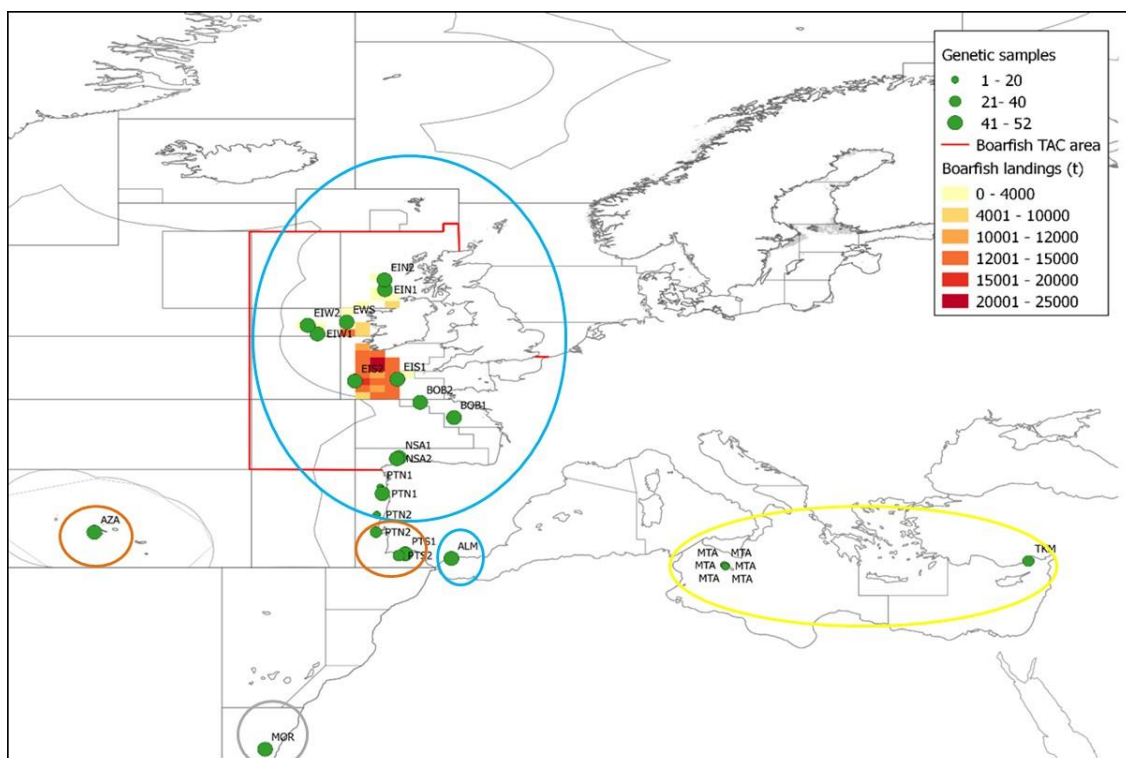 Genetic samples
1 - 20
21- 40
41 - 52
Boarfish TAC area
Boarfish landings (t)
0 - 4000
4001 - 10000
10001 - 12000
12001 - 15000
15001 - 20000
20001 - 25000
EIN2
EIN1
EIW2 EWS
EIW1
EIS2 EIS1
BOB2
BOB1
NSA1
NSA2
PTN1
PTN1
PTN2
AZA
PTN2
PTS1
PTS2
ALM
MTA MTA
MTA MTA
MTA MTA
TKM
MOR